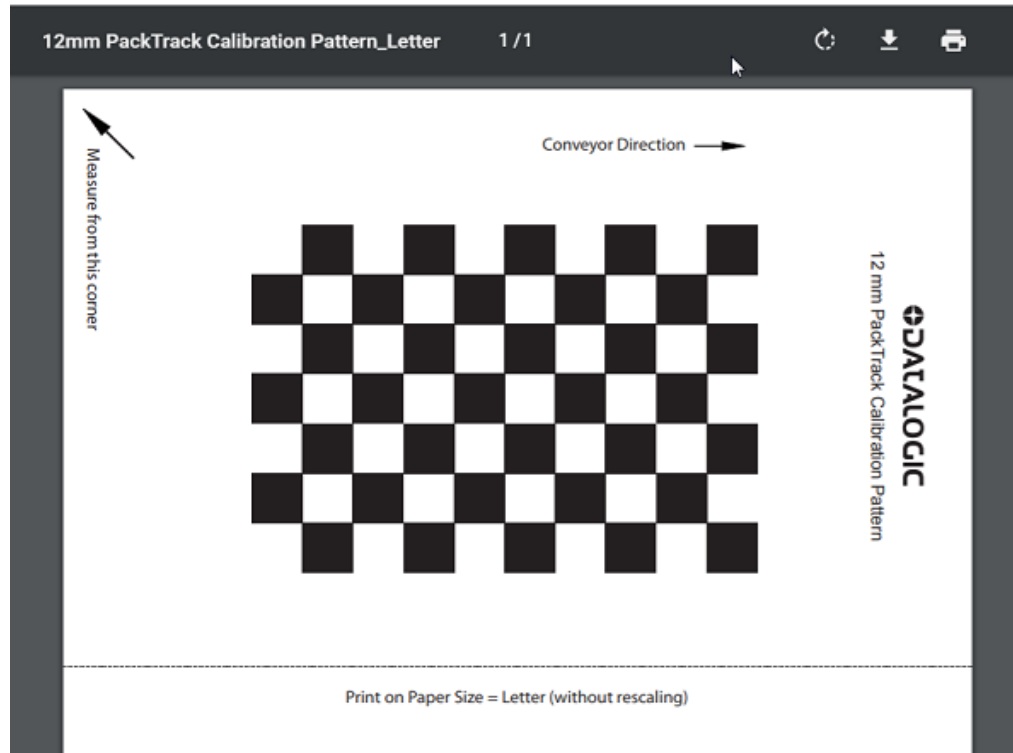 12mm PackTrack Calibration Pattern_Letter
1/1
Conveyor Direction
Measure from this corner
12 mm PackTrack Calibration Pattern
DATALOGIC
Print on Paper Size = Letter (without rescaling)